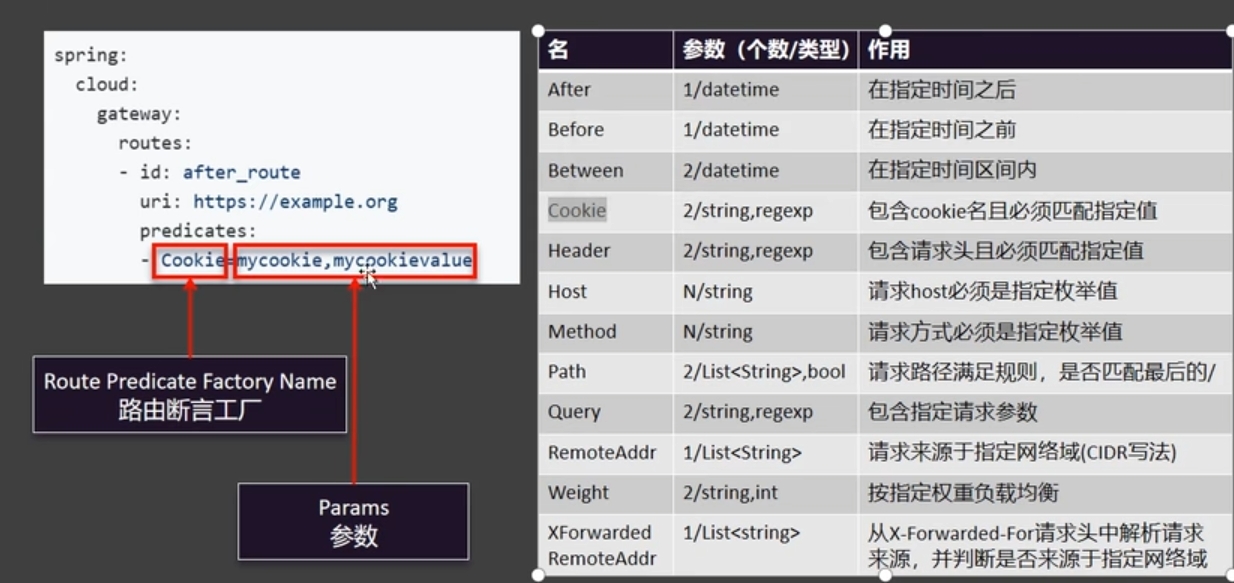 spring:
cloud:
gateway:
routes:
- id: after_route
uri: https://example.org
predicates:
- Cookie=mycookie,mycookievalue
Route Predicate Factory Name
路由断言工厂
Params
参数
名 参数（个数/类型） 作用
After 1/datetime 在指定时间之后
Before 1/datetime 在指定时间之前
Between 2/datetime 在指定时间区间内
Cookie 2/string,regexp 包含cookie名且必须匹配指定值
Header 2/string,regexp 包含请求头且必须匹配指定值
Host N/string 请求host必须是指定枚举值
Method N/string 请求方式必须是指定枚举值
Path 2/List<String>,bool 请求路径满足规则，是否匹配最后的/
Query 2/string,regexp 包含指定请求参数
RemoteAddr 1/List<String> 请求来源于指定网络域(CIDR写法)
Weight 2/string,int 按指定权重负载均衡
XForwarded 1/List<string> 从X-Forwarded-For请求头中解析请求
RemoteAddr 来源，并判断是否来源于指定网络域